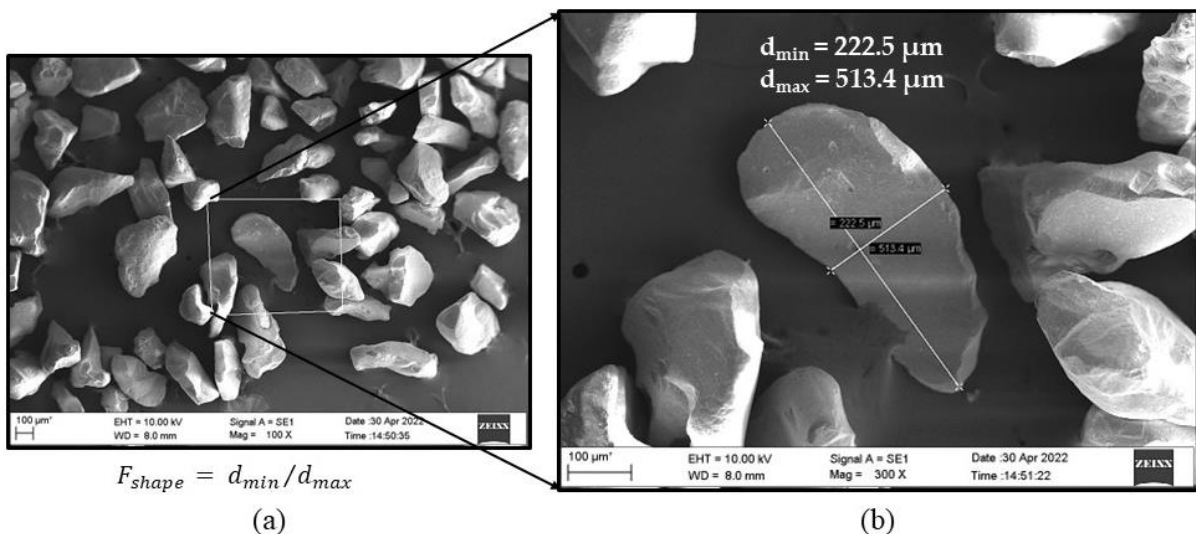 100 µm*
EHT = 10.00 kV
WD = 8.0 mm
Signal A = SE1
Mag = 100 X
Date :30 Apr 2022
Time :14:50:35
ZEISS
F_shape = d_min/d_max
(a)
d_min = 222.5 µm
d_max = 513.4 µm
= 222.5 µm
= 513.4 µm
100 µm*
EHT = 10.00 kV
WD = 8.0 mm
Signal A = SE1
Mag = 300 X
Date :30 Apr 2022
Time :14:51:22
ZEISS
(b)